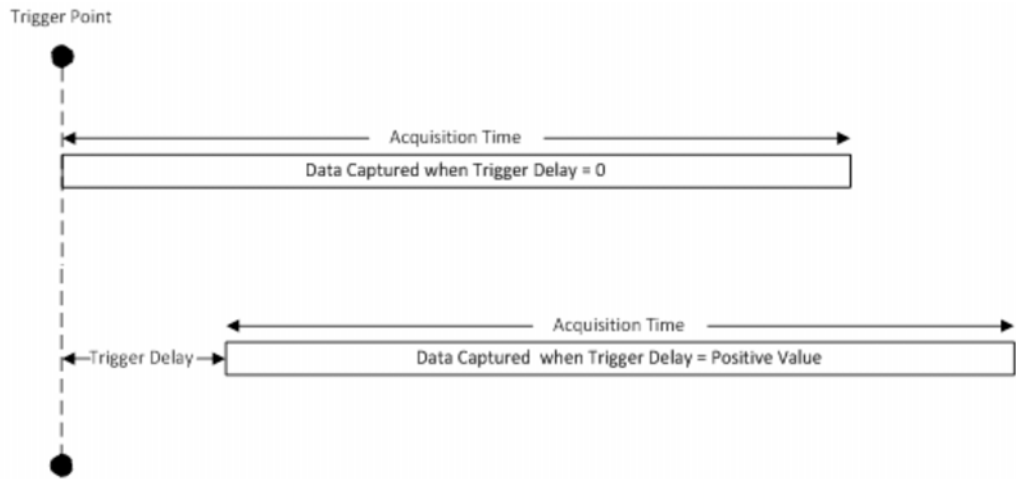 Trigger Point
Acquisition Time
Data Captured when Trigger Delay = 0
Acquisition Time
Trigger Delay
Data Captured when Trigger Delay = Positive Value